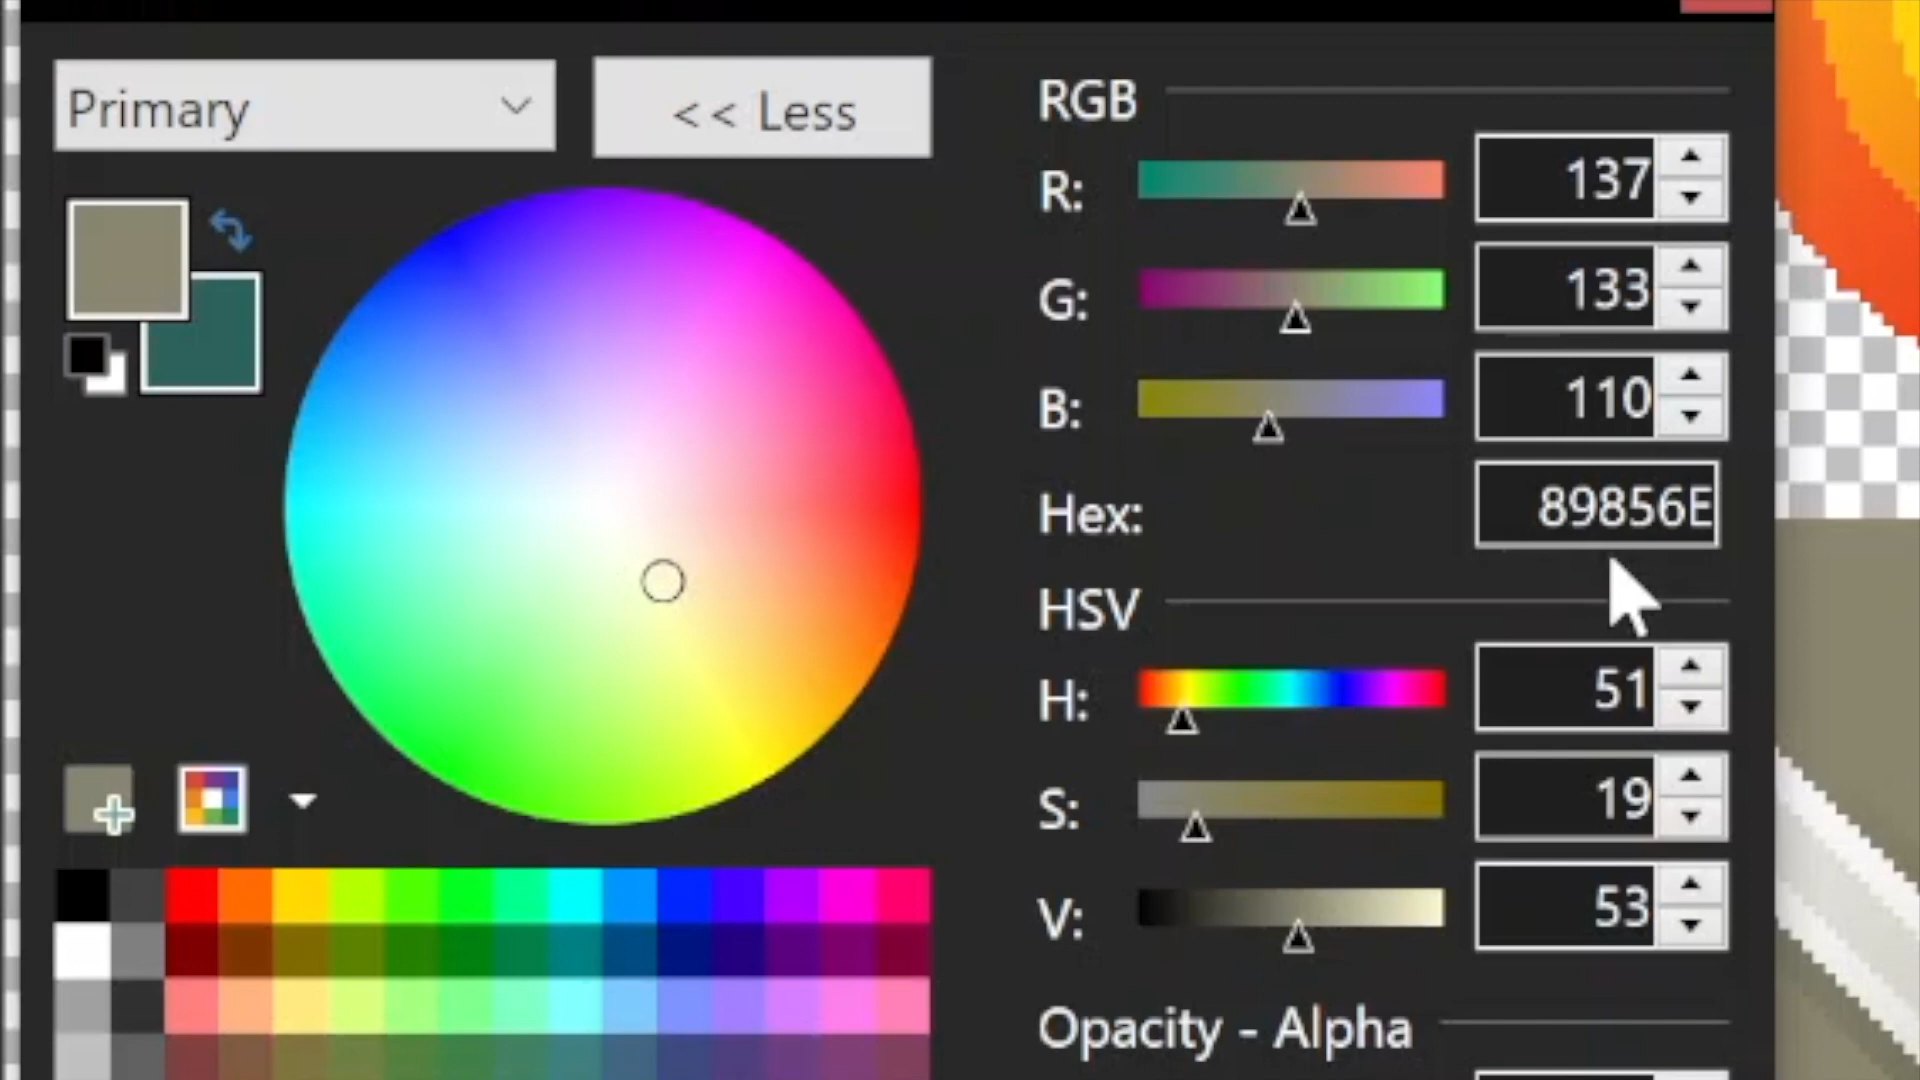 Primary
<< Less
RGB
R: 137
G: 133
B: 110
Hex: 89856E
HSV
H: 51
S: 19
V: 53
Opacity - Alpha